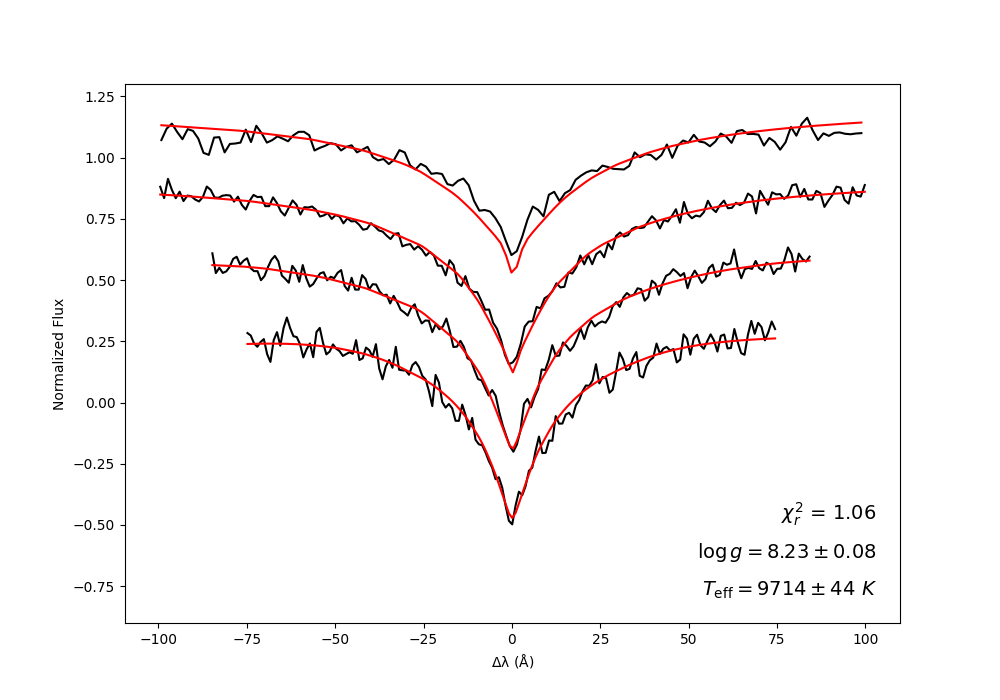 1.25
1.00
0.75
0.50
0.25
0.00
−0.25
−0.50
−0.75
Normalized Flux
−100 −75 −50 −25 0 25 50 75 100
Δλ (Å)
χ²ᵣ = 1.06
log g = 8.23 ± 0.08
T_eff = 9714 ± 44 K